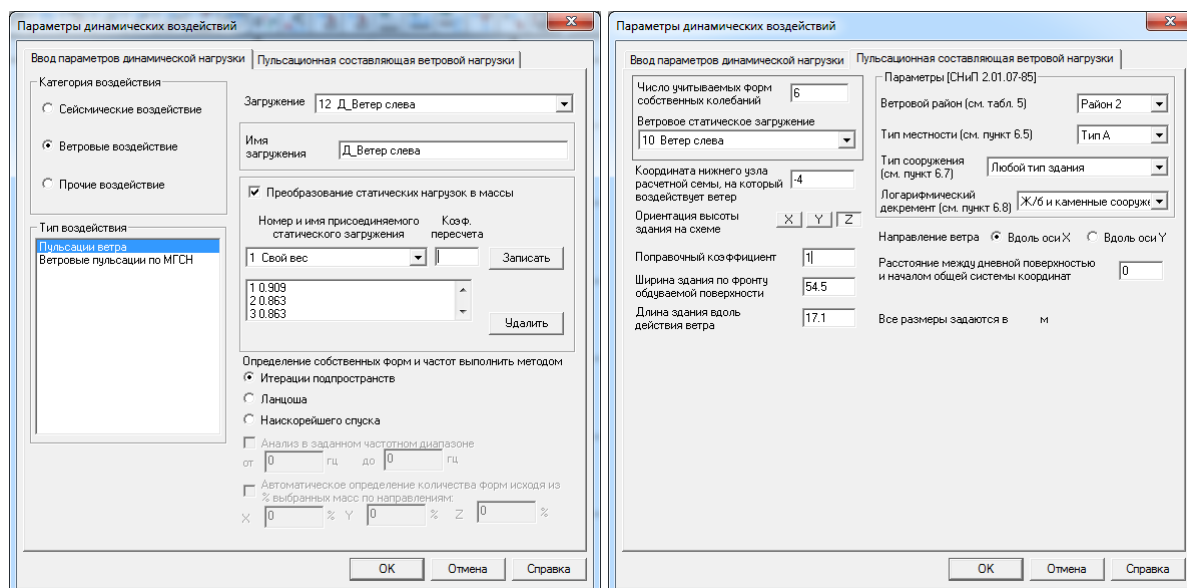 Параметры динамических воздействий
Ввод параметров динамической нагрузки
Пульсационная составляющая ветровой нагрузки
Категория воздействия
Сейсмические воздействие
Ветровые воздействие
Прочие воздействие
Тип воздействия
Пульсации ветра
Ветровые пульсации по МГСН
Загружение
12 Д_Ветер слева
Имя
загружения
Д_Ветер слева
Преобразование статических нагрузок в массы
Номер и имя присоединяемого
статического загружения
Коэф.
пересчета
1 Свой вес
Записать
1 0.909
2 0.863
3 0.863
Удалить
Определение собственных форм и частот выполнить методом
Итерации подпространств
Ланцоша
Наискорейшего спуска
Анализ в заданном частотном диапазоне
от 0 гц до 0 гц
Автоматическое определение количества форм исходя из
% выбранных масс по направлениям:
X 0 % Y 0 % Z 0 %
OK Отмена Справка
Параметры динамических воздействий
Ввод параметров динамической нагрузки
Пульсационная составляющая ветровой нагрузки
Число учитываемых форм
собственных колебаний
6
Ветровое статическое загружение
10 Ветер слева
Координата нижнего узла
расчетной семы, на который
воздействует ветер
-4
Ориентация высоты
здания на схеме
X Y Z
Поправочный коэффициент
1
Ширина здания по фронту
обдуваемой поверхности
54.5
Длина здания вдоль
действия ветра
17.1
Параметры [СНиП 2.01.07-85]
Ветровой район (см. табл. 5)
Район 2
Тип местности (см. пункт 6.5)
Тип А
Тип сооружения
(см. пункт 6.7)
Любой тип здания
Логарифмический
декремент (см. пункт 6.8)
Ж/б и каменные сооруже
Направление ветра Вдоль оси X Вдоль оси Y
Расстояние между дневной поверхностью
и началом общей системы координат
0
Все размеры задаются в м
OK Отмена Справка